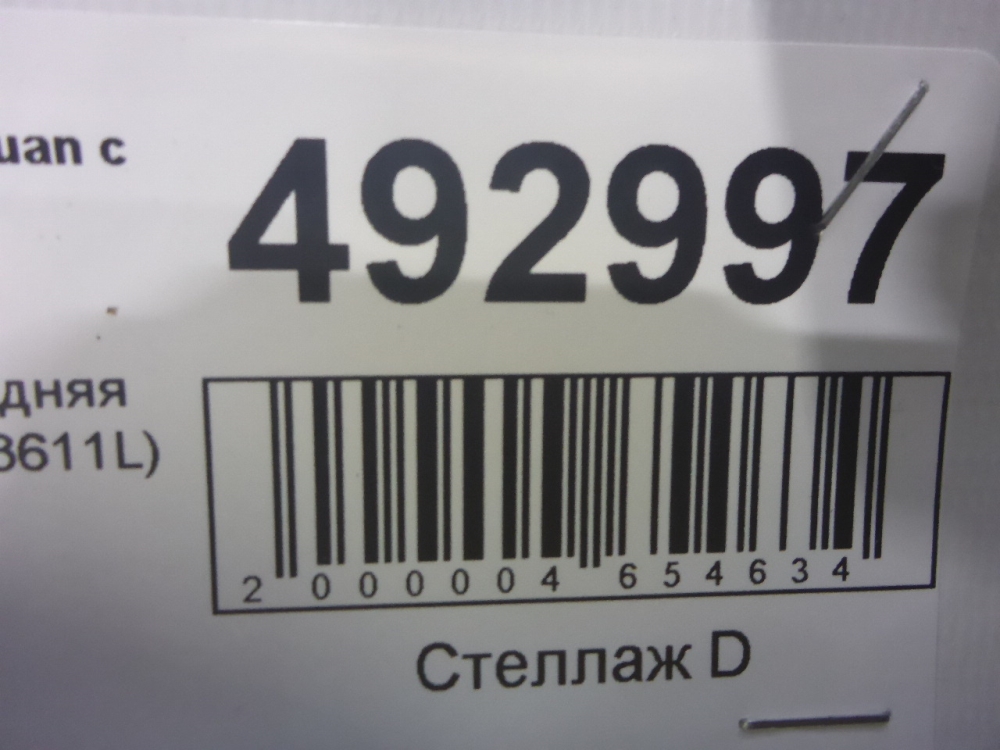 uan c
492997
дняя
3611L)
2 000004 654634
Стеллаж D